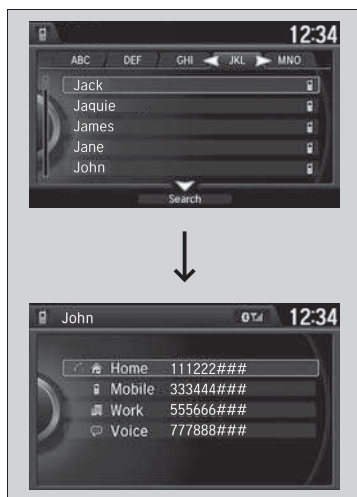 12:34
ABC DEF GHI JKL MNO
Jack
Jaquie
James
Jane
John
Search
John 12:34
Home 111222###
Mobile 333444###
Work 555666###
Voice 777888###